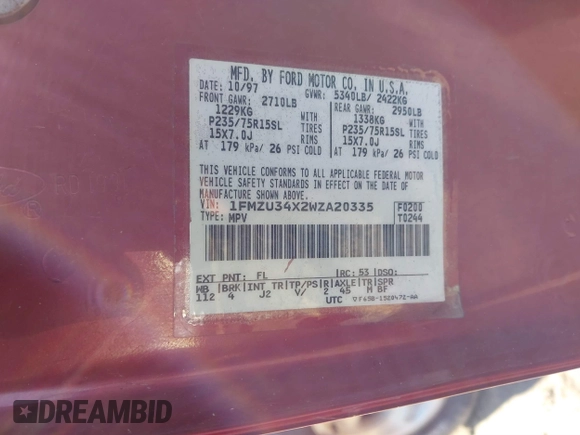 MFD. BY FORD MOTOR CO. IN U.S.A.
DATE: 10/97 GVWR: 5340LB/ 2422KG
FRONT GAWR: 2710LB REAR GAWR: 2950LB
1229KG WITH 1338KG WITH
P235/75R15SL TIRES P235/75R15SL TIRES
15X7.0J RIMS 15X7.0J RIMS
AT 179 kPa/ 26 PSI COLD AT 179 kPa/ 26 PSI COLD
THIS VEHICLE CONFORMS TO ALL APPLICABLE FEDERAL MOTOR
VEHICLE SAFETY STANDARDS IN EFFECT ON THE DATE OF
MANUFACTURE SHOWN ABOVE.
VIN: 1FMZU34X2WZA20335 F0200
TYPE: MPV T0244
EXT PNT: FL RC: 53 DSO:
WB BRK INT TR TP/PS R AXLE TR SPR
112 4 J2 V/ 2 45 M BF
UTC
DREAMBID